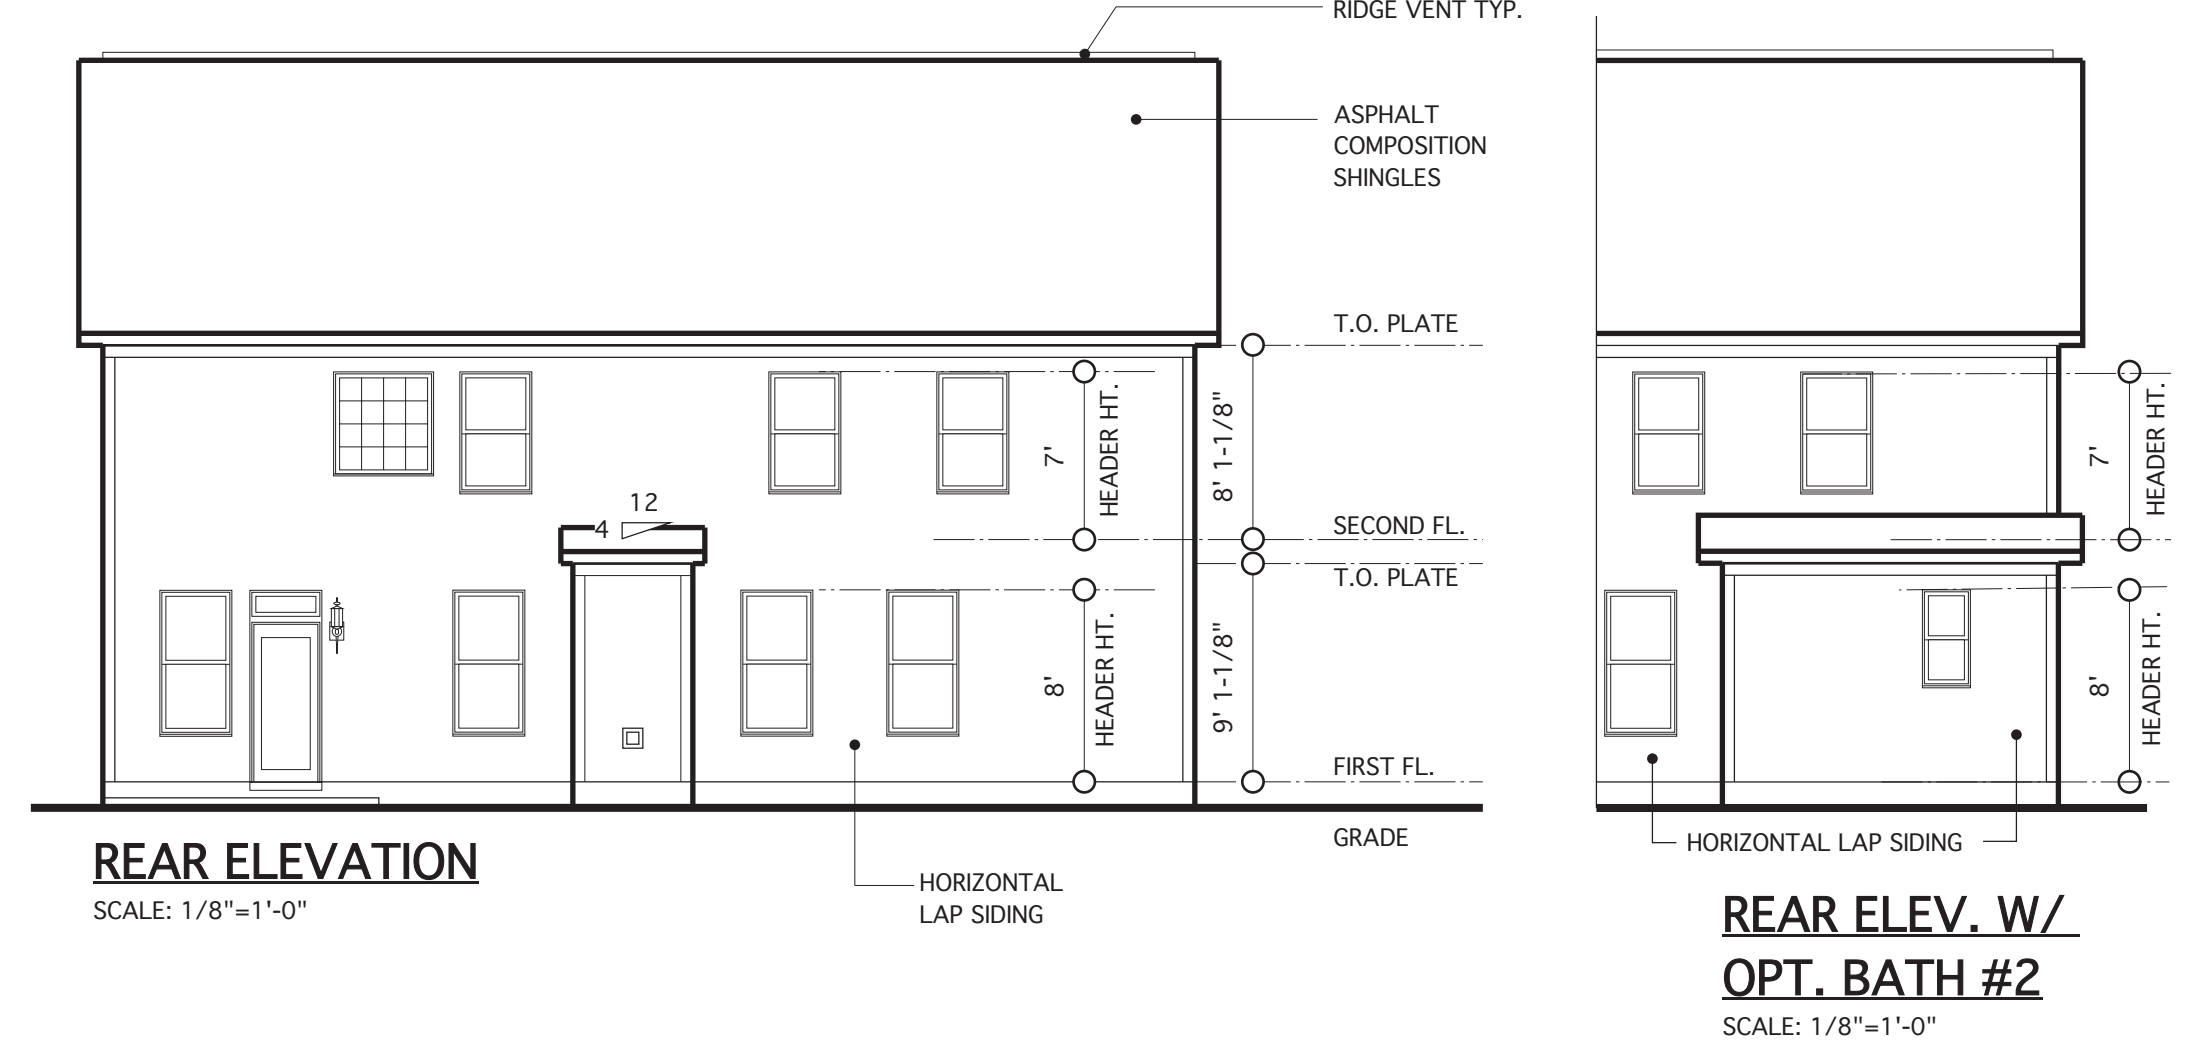 RIDGE VENT TYP.
ASPHALT
COMPOSITION
SHINGLES
T.O. PLATE
7'
HEADER HT.
8' 1-1/8"
12
4
SECOND FL.
T.O. PLATE
8'
HEADER HT.
9' 1-1/8"
FIRST FL.
GRADE
HORIZONTAL
LAP SIDING
REAR ELEVATION
SCALE: 1/8"=1'-0"
7'
HEADER HT.
8'
HEADER HT.
HORIZONTAL LAP SIDING
REAR ELEV. W/
OPT. BATH #2
SCALE: 1/8"=1'-0"